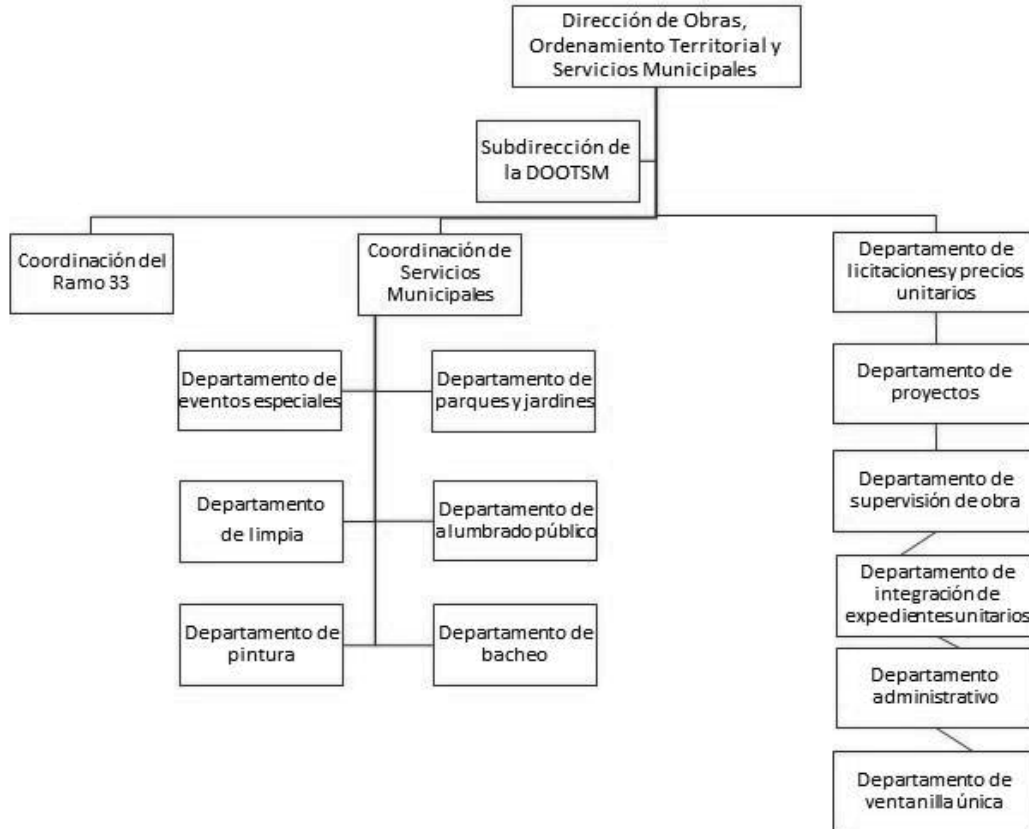 Dirección de Obras,
Ordenamiento Territorial y
Servicios Municipales
Subdirección de
la DOOTSM
Coordinación del
Ramo 33
Coordinación de
Servicios
Municipales
Departamento de
licitaciones y precios
unitarios
Departamento de
eventos especiales
Departamento de
parques y jardines
Departamento de
proyectos
Departamento
de limpia
Departamento de
alumbrado público
Departamento de
supervisión de obra
Departamento de
integración de
expedientes unitarios
Departamento de
pintura
Departamento de
bacheo
Departamento
administrativo
Departamento de
ventanilla única